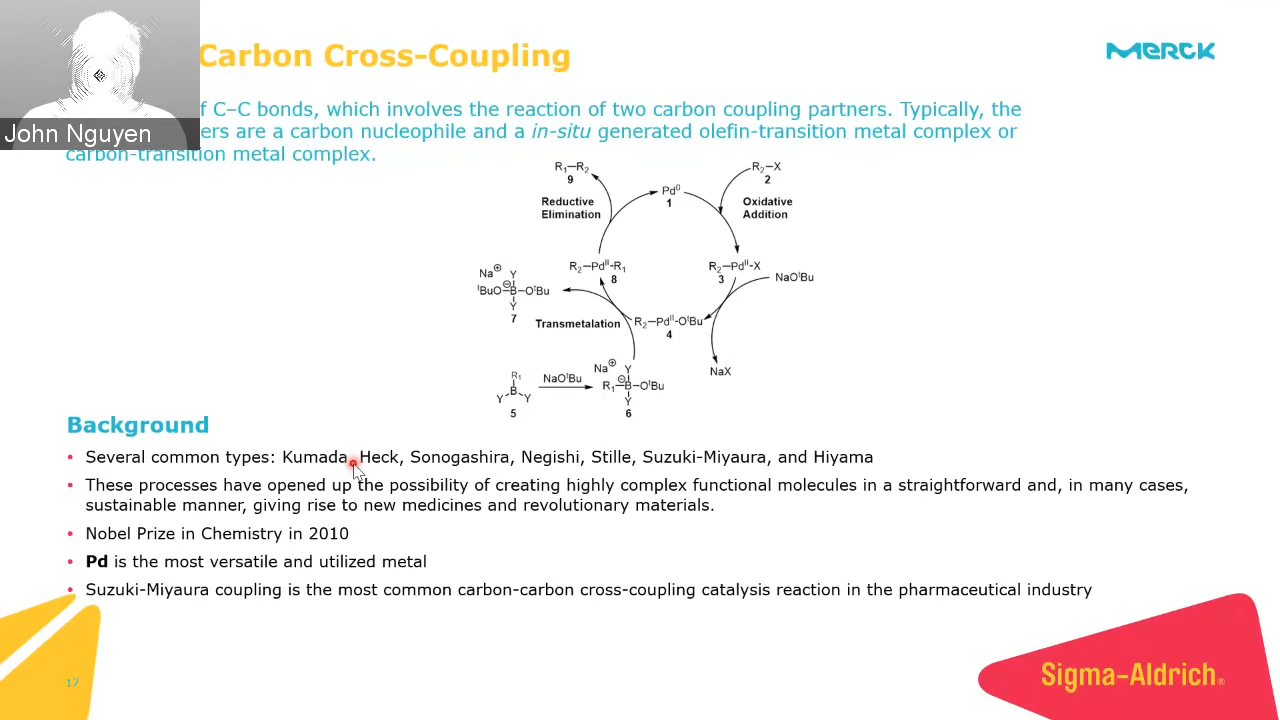 Carbon Cross-Coupling
MERCK
John Nguyen
f C–C bonds, which involves the reaction of two carbon coupling partners. Typically, the
ers are a carbon nucleophile and a in-situ generated olefin-transition metal complex or
carbon-transition metal complex.
R₁–R₂
9
Pd⁰
1
R₂–X
2
Reductive
Elimination
Oxidative
Addition
R₂–Pdᴵᴵ-R₁
8
R₂–Pdᴵᴵ-X
3
NaOᵗBu
Na⊕
Y
ᵗBuO–B–OᵗBu
⊖
Y
7
Transmetalation
R₂–Pdᴵᴵ-OᵗBu
4
NaX
R₁
B
Y Y
5
NaOᵗBu
Na⊕
Y
R₁–B–OᵗBu
⊖
Y
6
Background
• Several common types: Kumada, Heck, Sonogashira, Negishi, Stille, Suzuki-Miyaura, and Hiyama
• These processes have opened up the possibility of creating highly complex functional molecules in a straightforward and, in many cases,
sustainable manner, giving rise to new medicines and revolutionary materials.
• Nobel Prize in Chemistry in 2010
• Pd is the most versatile and utilized metal
• Suzuki-Miyaura coupling is the most common carbon-carbon cross-coupling catalysis reaction in the pharmaceutical industry
17
Sigma-Aldrich®